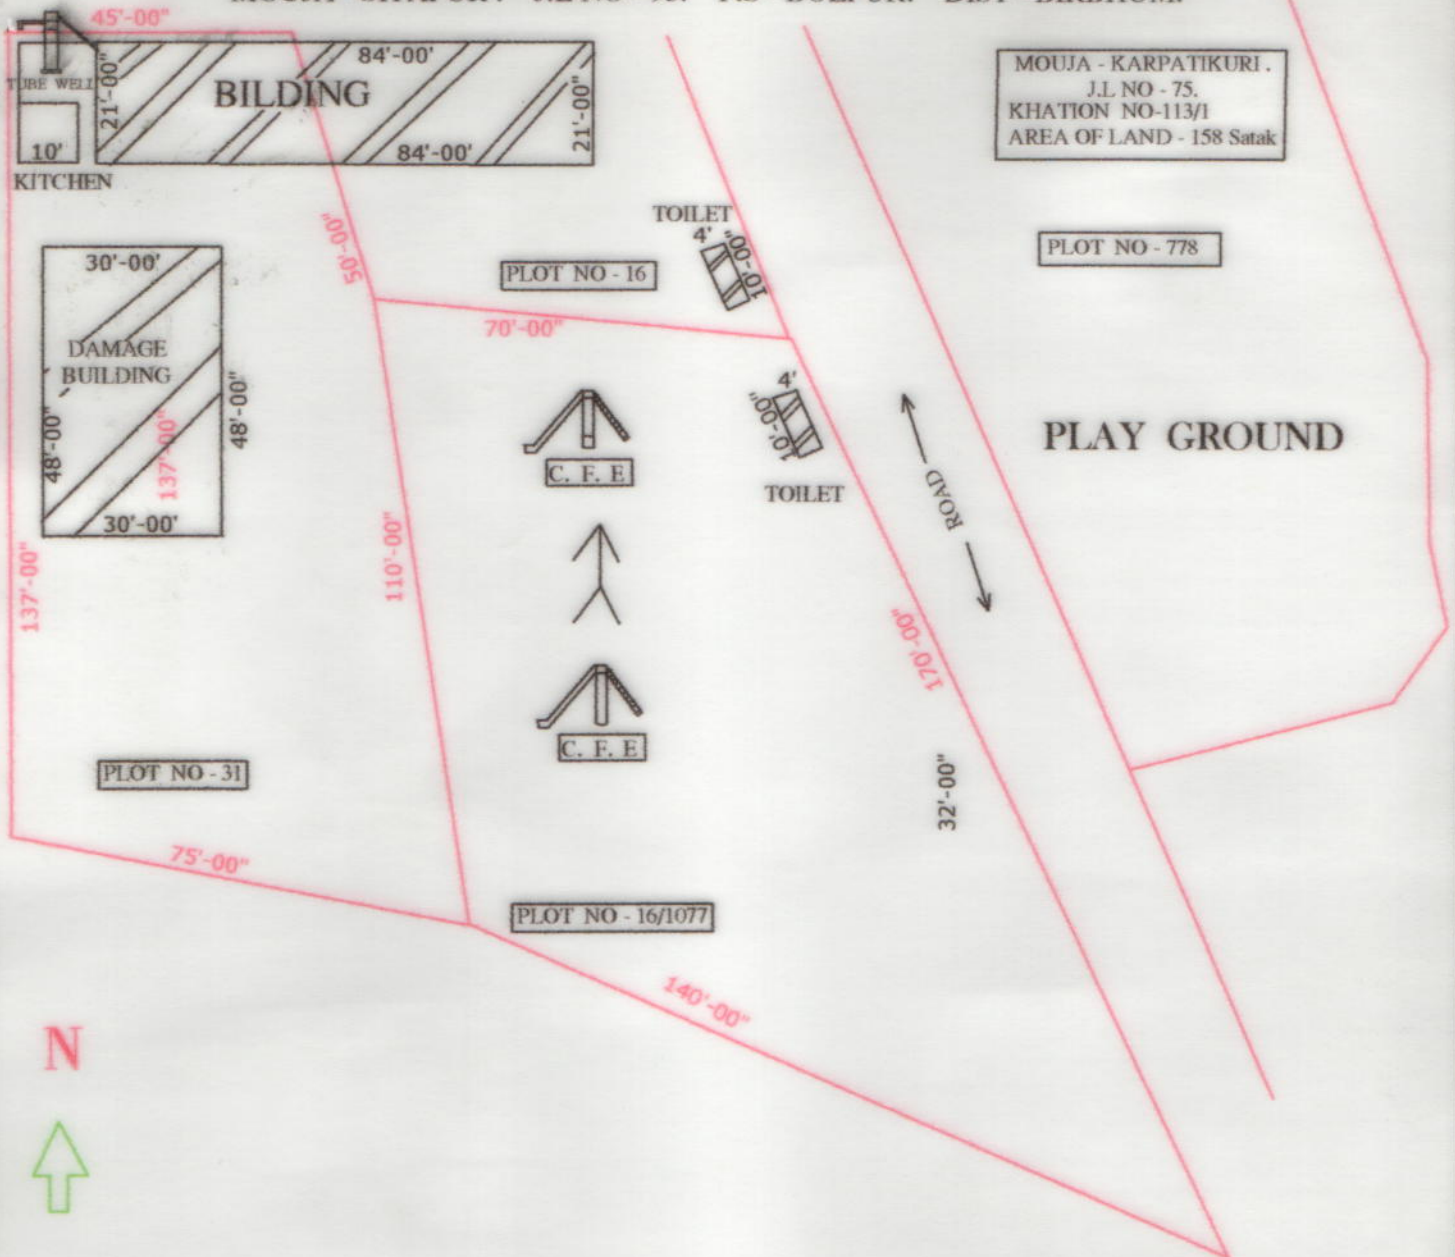 45'-00"
84'-00'
TUBE WELL
21'-00"
BILDING
21'-00"
10'
84'-00'
KITCHEN
MOUJA - KARPATIKURI .
J.L NO - 75.
KHATION NO-113/1
AREA OF LAND - 158 Satak
TOILET
4'
10'-00"
50'-00"
PLOT NO - 16
PLOT NO - 778
30'-00'
70'-00"
DAMAGE
BUILDING
48'-00"
137'-00"
48'-00"
30'-00'
4'
10'-00"
TOILET
C. F. E
PLAY GROUND
ROAD
137'-00"
110'-00"
170'-00"
C. F. E
PLOT NO - 31
32'-00"
75'-00"
PLOT NO - 16/1077
140'-00"
N